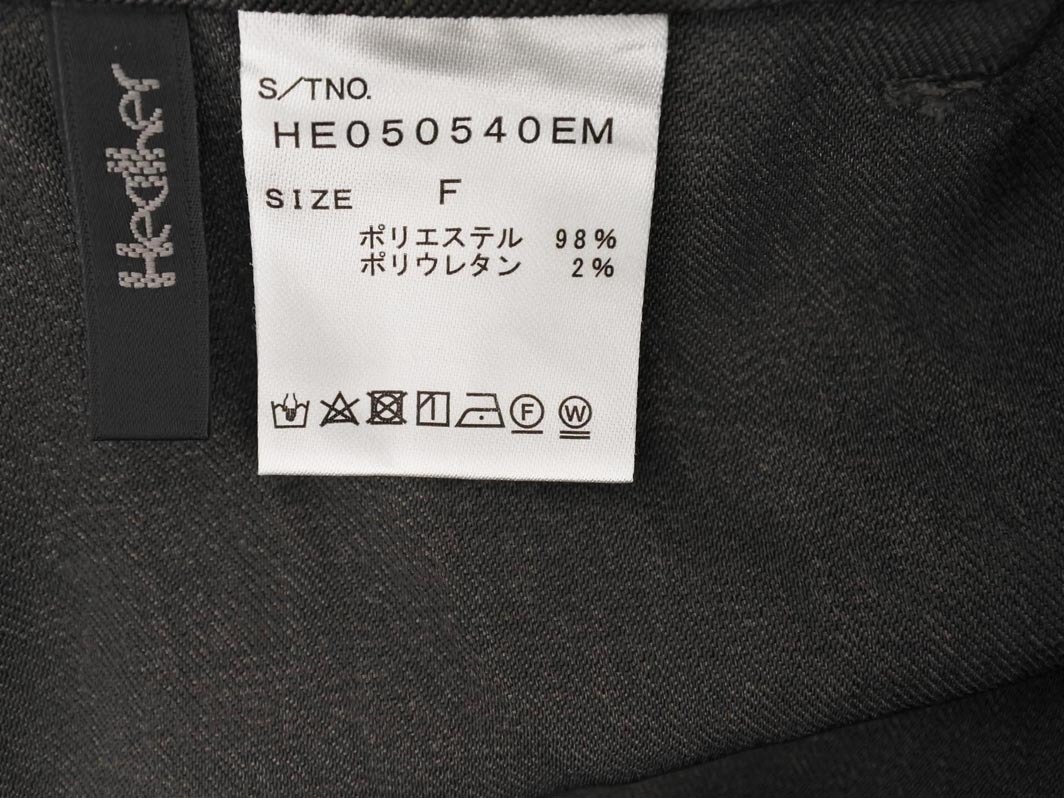 Heather
S/TNO.
HE050540EM
SIZE F
ポリエステル 98%
ポリウレタン 2%
F W